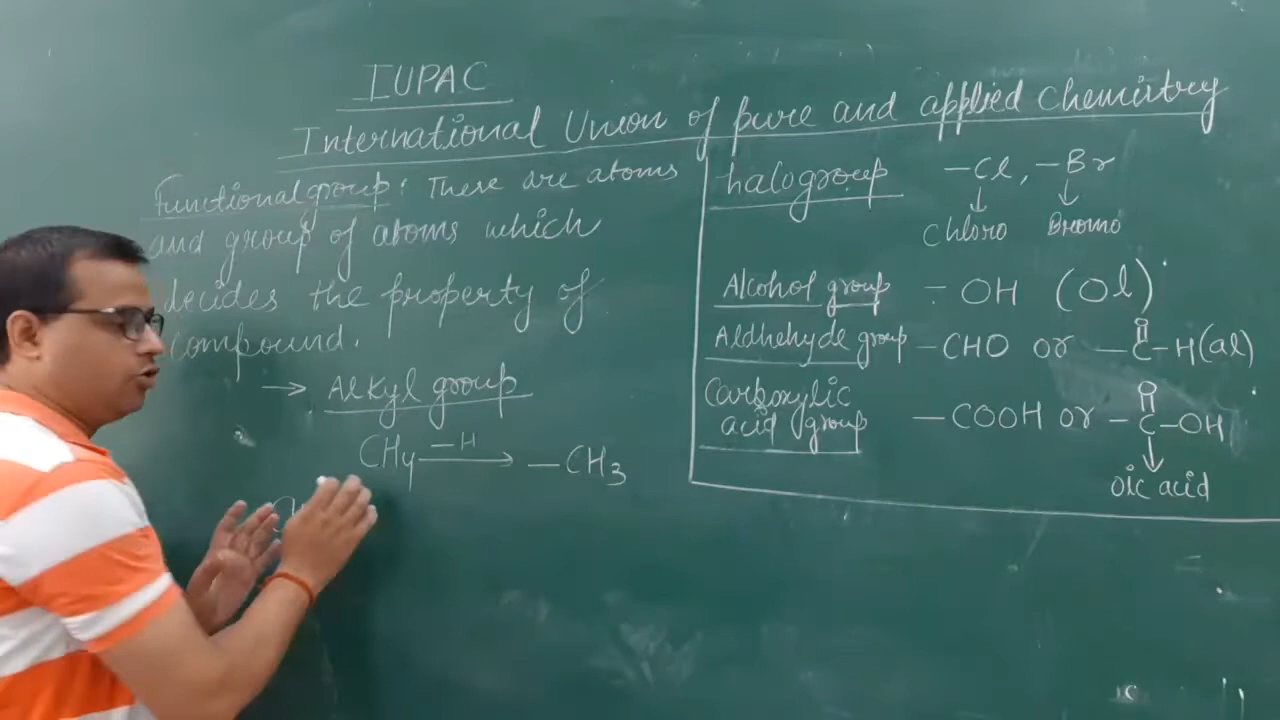 IUPAC
International Union of pure and applied Chemistry
Functional group : These are atoms
and group of atoms which
decides the property of
compound.
→ Alkyl group
CH4 —H→ —CH3
halogroup —Cl, —Br
↓ ↓
Chloro Bromo
Alcohol group - OH (Ol)
Aldhehyde group —CHO or —C-H(al)
O
Carboxylic
acid group —COOH or -C-OH
O
↓
oic acid